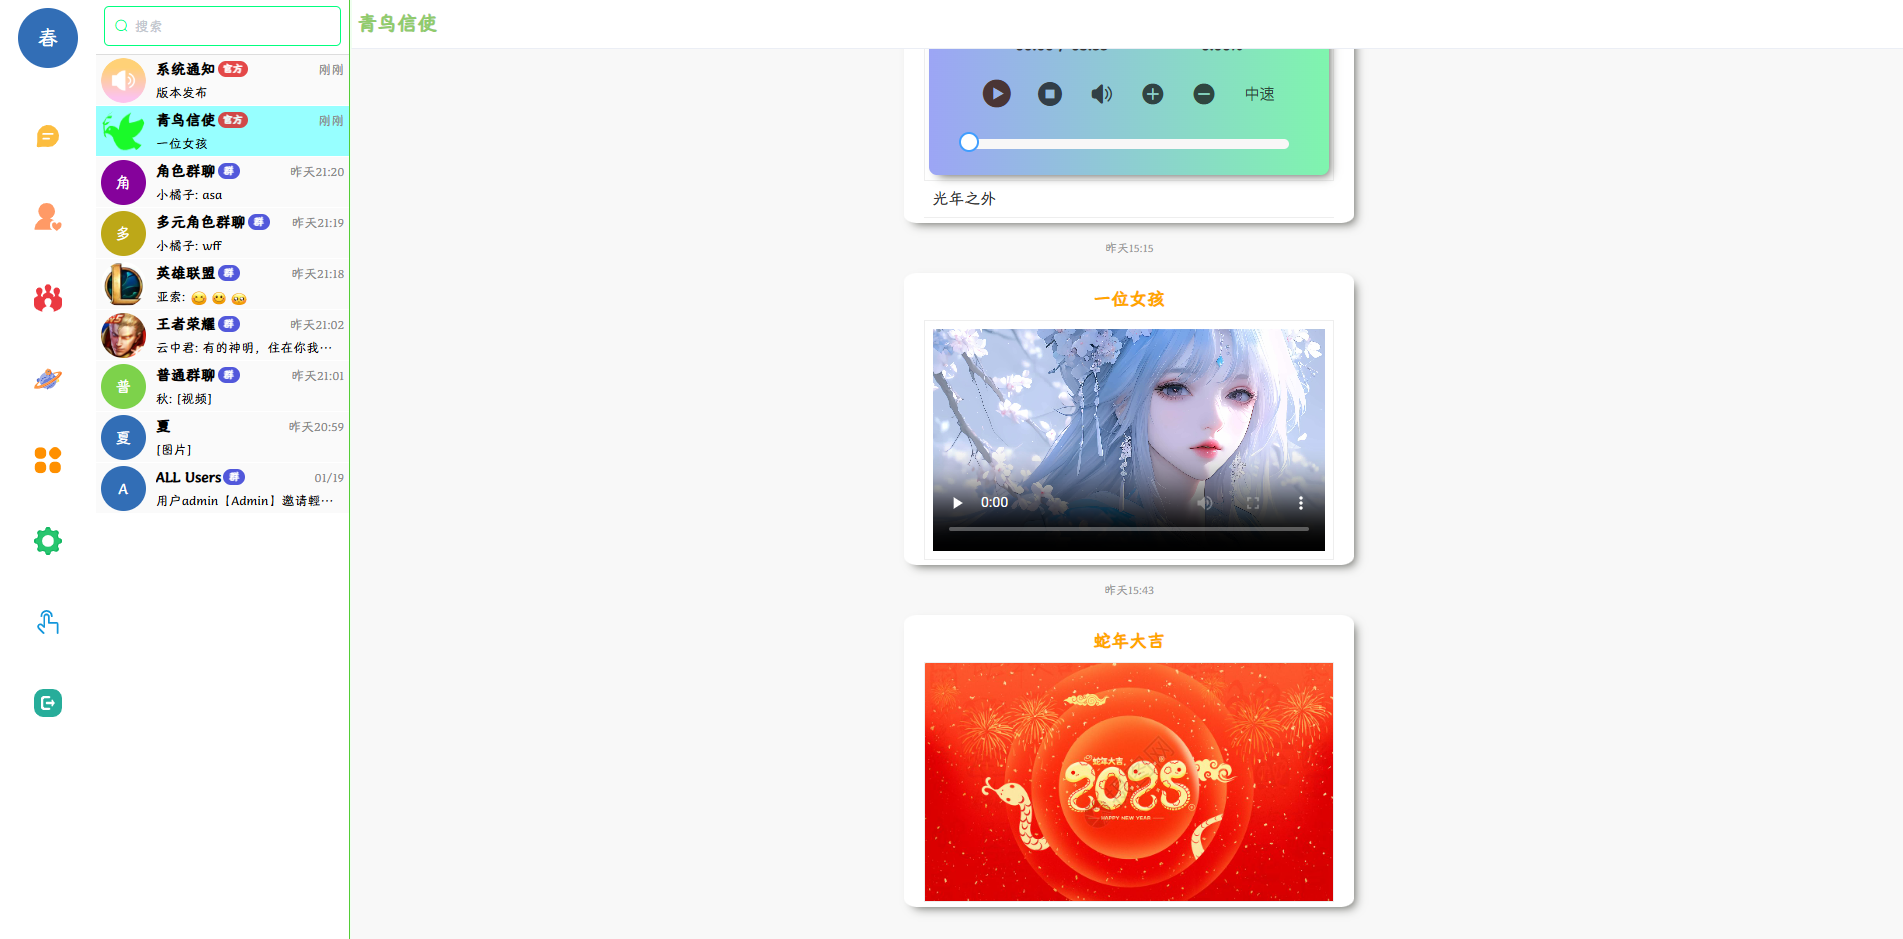 春
搜索
系统通知 官方 刚刚
版本发布
青鸟信使 官方 刚刚
一位女孩
角 角色群聊 群 昨天21:20
小橘子: asa
多 多元角色群聊 群 昨天21:19
小橘子: wff
英雄联盟 群 昨天21:18
亚索: 😊 🙂 🤓
王者荣耀 群 昨天21:02
云中君: 有的神明，住在你我…
普 普通群聊 群 昨天21:01
秋: [视频]
夏 夏 昨天20:59
[图片]
A ALL Users 群 01/19
用户admin【Admin】邀请輕…
青鸟信使
中速
光年之外
昨天15:15
一位女孩
0:00
昨天15:43
蛇年大吉
蛇年大吉
2025
HAPPY NEW YEAR